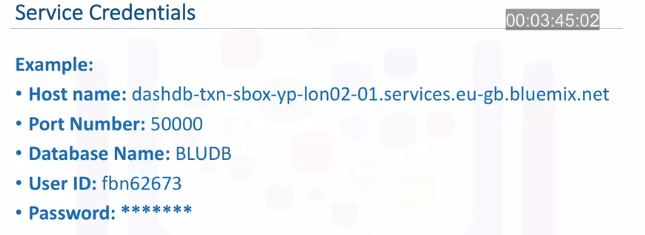 Service Credentials
00:03:45:02
Example:
• Host name: dashdb-txn-sbox-yp-lon02-01.services.eu-gb.bluemix.net
• Port Number: 50000
• Database Name: BLUDB
• User ID: fbn62673
• Password: *******